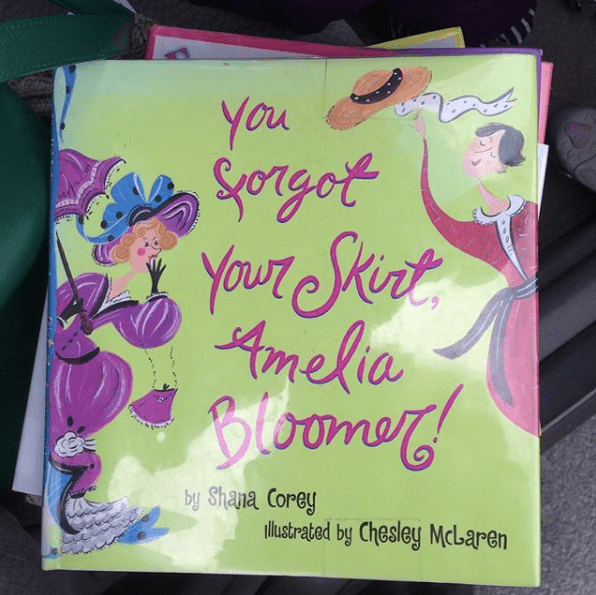 You
forgot
Your Skirt,
Amelia
Bloomer!
by Shana Corey
illustrated by Chesley McLaren